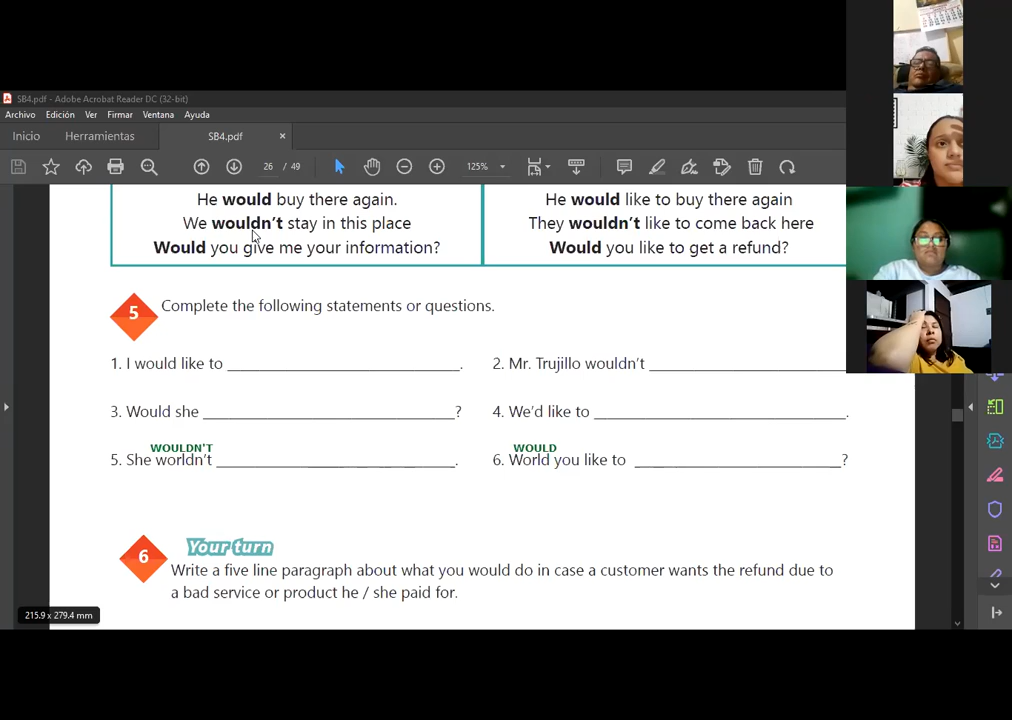 SB4.pdf - Adobe Acrobat Reader DC (32-bit)
Archivo Edición Ver Firmar Ventana Ayuda
Inicio Herramientas SB4.pdf ×
26 / 49 125%
He would buy there again.
We wouldn't stay in this place
Would you give me your information?
He would like to buy there again
They wouldn't like to come back here
Would you like to get a refund?
5 Complete the following statements or questions.
1. I would like to ______________________________.
2. Mr. Trujillo wouldn't _________________________
3. Would she ________________________________?
4. We'd like to ________________________________.
WOULDN'T
5. She worldn't ______________________________.
WOULD
6. World you like to __________________________?
6 Your turn
Write a five line paragraph about what you would do in case a customer wants the refund due to
a bad service or product he / she paid for.
215.9 x 279.4 mm